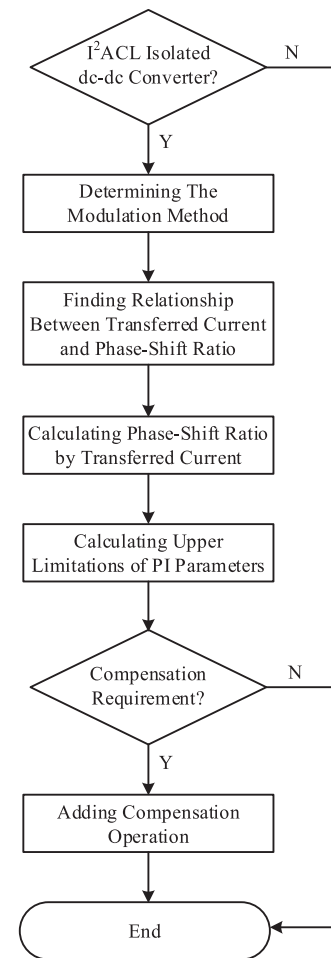 I²ACL Isolated
dc-dc Converter?
N
Y
Determining The
Modulation Method
Finding Relationship
Between Transferred Current
and Phase-Shift Ratio
Calculating Phase-Shift Ratio
by Transferred Current
Calculating Upper
Limitations of PI Parameters
Compensation
Requirement?
N
Y
Adding Compensation
Operation
End